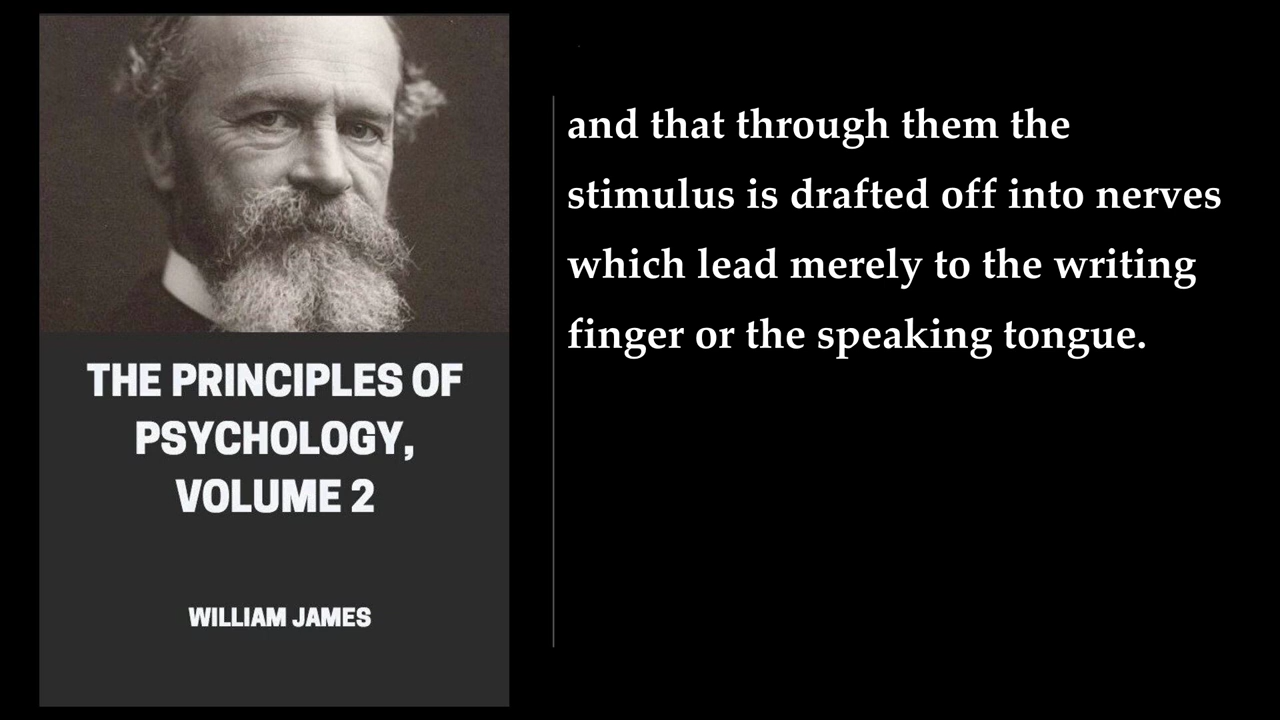 THE PRINCIPLES OF
PSYCHOLOGY,
VOLUME 2
WILLIAM JAMES
and that through them the
stimulus is drafted off into nerves
which lead merely to the writing
finger or the speaking tongue.